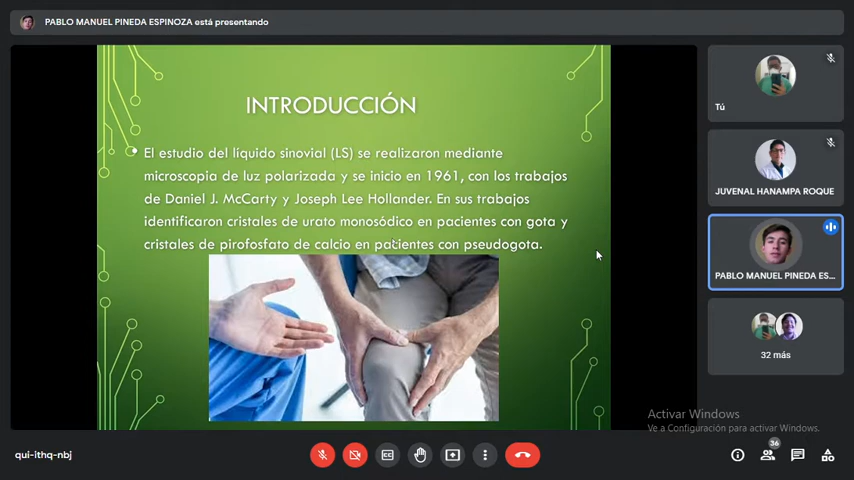 PABLO MANUEL PINEDA ESPINOZA está presentando
INTRODUCCIÓN
• El estudio del líquido sinovial (LS) se realizaron mediante
microscopia de luz polarizada y se inicio en 1961, con los trabajos
de Daniel J. McCarty y Joseph Lee Hollander. En sus trabajos
identificaron cristales de urato monosódico en pacientes con gota y
cristales de pirofosfato de calcio en pacientes con pseudogota.
Tú
JUVENAL HANAMPA ROQUE
PABLO MANUEL PINEDA ES...
32 más
Activar Windows
Ve a Configuración para activar Windows.
qui-ithq-nbj
CC
36